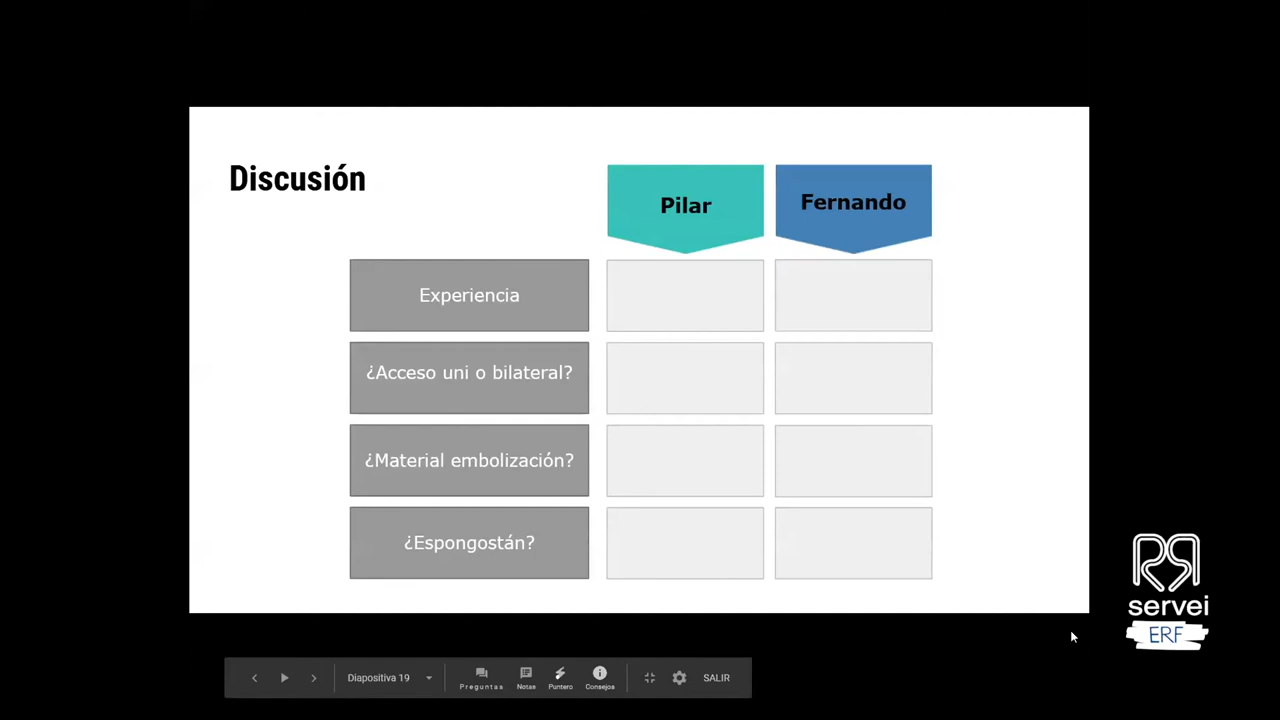 Discusión
Pilar
Fernando
Experiencia
¿Acceso uni o bilateral?
¿Material embolización?
¿Espongostán?
servei
ERF
Diapositiva 19
Preguntas
Notas
Puntero
Consejos
SALIR